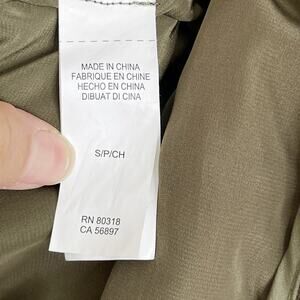 MADE IN CHINA
FABRIQUE EN CHINE
HECHO EN CHINA
DIBUAT DI CINA
S/P/CH
RN 80318
CA 56897